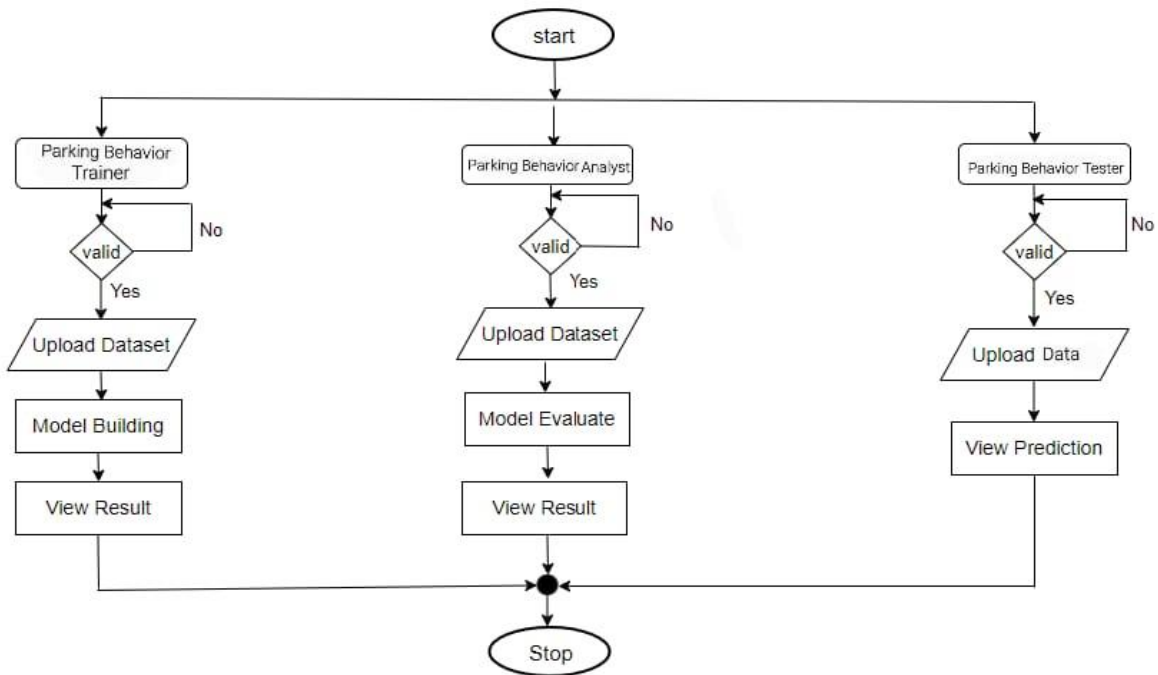 start
Parking Behavior
Trainer
No
valid
Yes
Upload Dataset
Model Building
View Result
Parking Behavior Analyst
No
valid
Yes
Upload Dataset
Model Evaluate
View Result
Parking Behavior Tester
No
valid
Yes
Upload Data
View Prediction
Stop